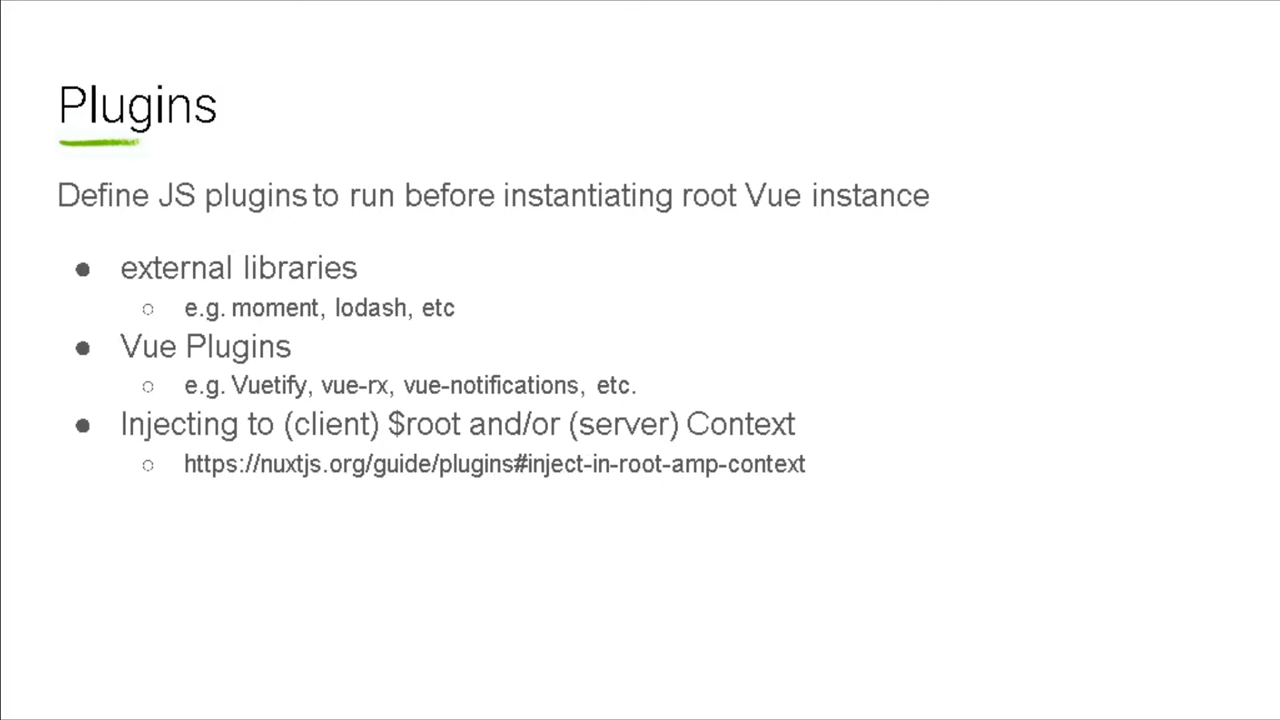 Plugins
Define JS plugins to run before instantiating root Vue instance
● external libraries
○ e.g. moment, lodash, etc
● Vue Plugins
○ e.g. Vuetify, vue-rx, vue-notifications, etc.
● Injecting to (client) $root and/or (server) Context
○ https://nuxtjs.org/guide/plugins#inject-in-root-amp-context